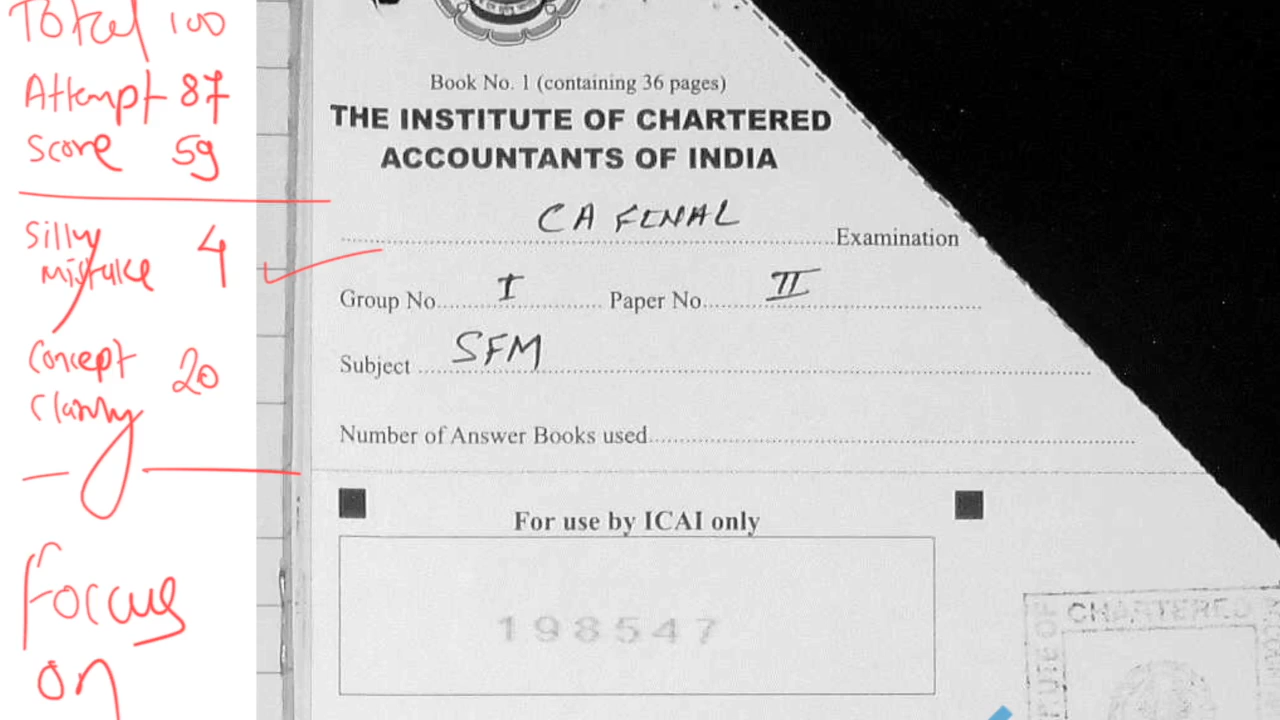 Total 100
Attempt 87
Score 59
Silly
mistake 4
Concept
Clarity 20
Foccus
on
Book No. 1 (containing 36 pages)
THE INSTITUTE OF CHARTERED
ACCOUNTANTS OF INDIA
CA FINAL Examination
Group No. I Paper No. II
Subject SFM
Number of Answer Books used
For use by ICAI only
198547
CHARTERED